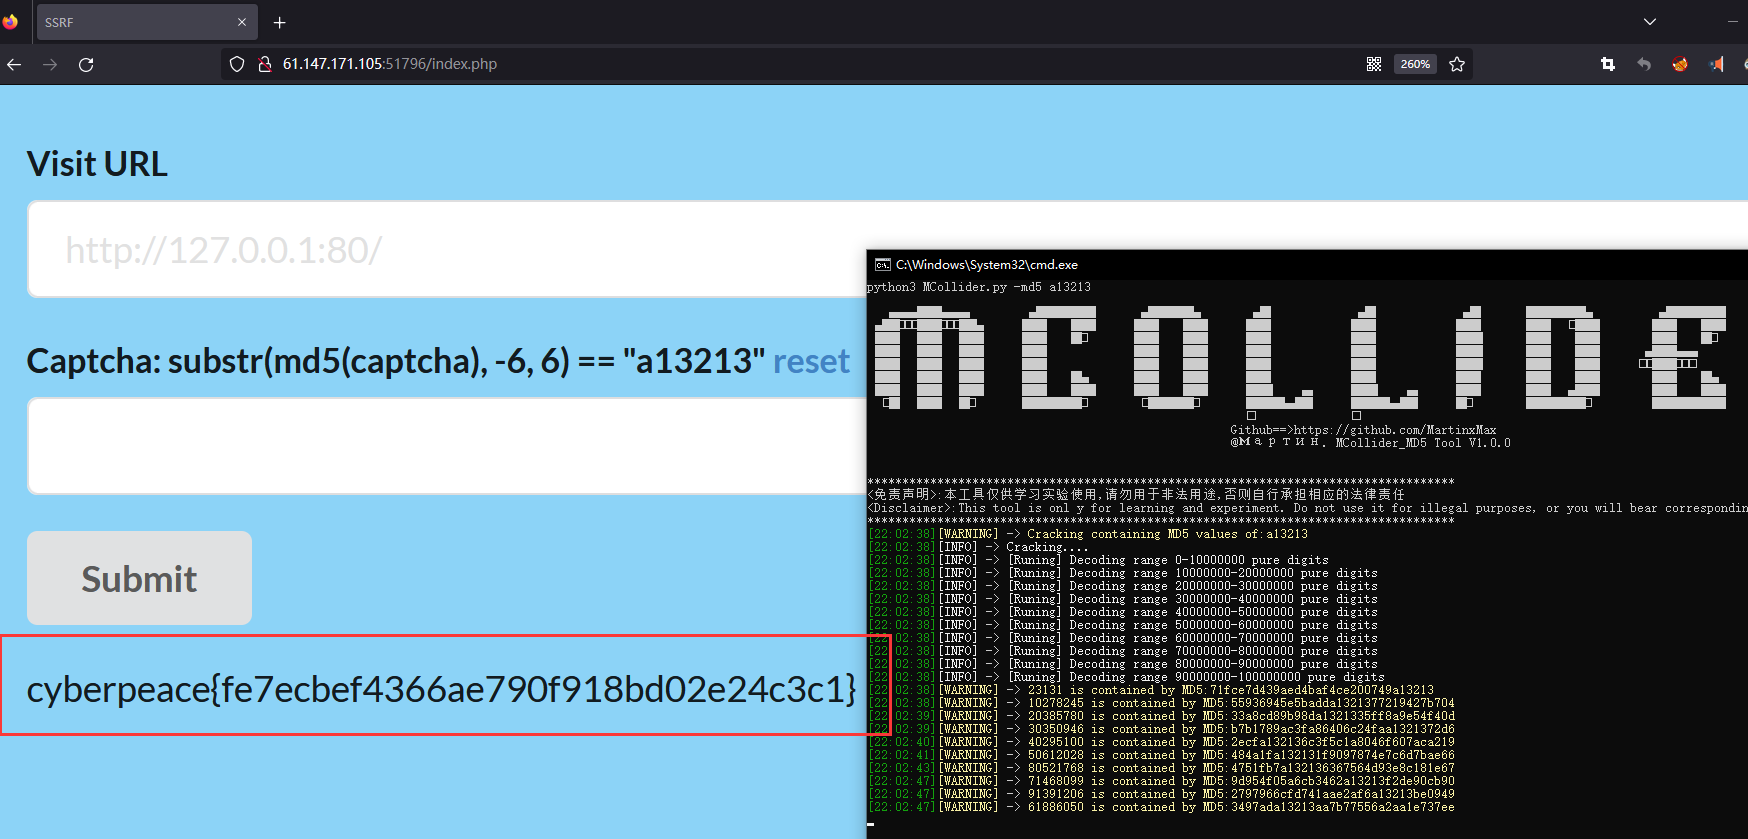 SSRF
61.147.171.105:51796/index.php
260%
Visit URL
http://127.0.0.1:80/
Captcha: substr(md5(captcha), -6, 6) == "a13213" reset
Submit
cyberpeace{fe7ecbef4366ae790f918bd02e24c3c1}
C:\Windows\System32\cmd.exe
python3 MCollider.py -md5 a13213
MCOLLIDE
Github==>https://github.com/MartinxMax
@Мартин. MCollider_MD5 Tool V1.0.0
***********************************************************************************
<免责声明>:本工具仅供学习实验使用,请勿用于非法用途,否则自行承担相应的法律责任
<Disclaimer>:This tool is onl y for learning and experiment. Do not use it for illegal purposes, or you will bear correspondin
***********************************************************************************
[22:02:38][WARNING] -> Cracking containing MD5 values of:a13213
[22:02:38][INFO] -> Cracking....
[22:02:38][INFO] -> [Runing] Decoding range 0-10000000 pure digits
[22:02:38][INFO] -> [Runing] Decoding range 10000000-20000000 pure digits
[22:02:38][INFO] -> [Runing] Decoding range 20000000-30000000 pure digits
[22:02:38][INFO] -> [Runing] Decoding range 30000000-40000000 pure digits
[22:02:38][INFO] -> [Runing] Decoding range 40000000-50000000 pure digits
[22:02:38][INFO] -> [Runing] Decoding range 50000000-60000000 pure digits
[22:02:38][INFO] -> [Runing] Decoding range 60000000-70000000 pure digits
[22:02:38][INFO] -> [Runing] Decoding range 70000000-80000000 pure digits
[22:02:38][INFO] -> [Runing] Decoding range 80000000-90000000 pure digits
[22:02:38][INFO] -> [Runing] Decoding range 90000000-100000000 pure digits
[22:02:38][WARNING] -> 23131 is contained by MD5:71fce7d439aed4baf4ce200749a13213
[22:02:38][WARNING] -> 10278245 is contained by MD5:55936945e5badda1321377219427b704
[22:02:39][WARNING] -> 20385780 is contained by MD5:33a8cd89b98da1321335ff8a9e54f40d
[22:02:39][WARNING] -> 30350946 is contained by MD5:b7b1789ac3fa86406c24faa1321372d6
[22:02:40][WARNING] -> 40295100 is contained by MD5:2ecfa132136c3f5c1a8046f607aca219
[22:02:41][WARNING] -> 50612028 is contained by MD5:484a1fa132131f9097874e7c6d7bae66
[22:02:43][WARNING] -> 80521768 is contained by MD5:4751fb7a132136367564d93e8c181e67
[22:02:47][WARNING] -> 71468099 is contained by MD5:9d954f05a6cb3462a13213f2de90cb90
[22:02:47][WARNING] -> 91391206 is contained by MD5:2797966cfd741aae2af6a13213be0949
[22:02:47][WARNING] -> 61886050 is contained by MD5:3497ada13213aa7b77556a2aa1e737ee